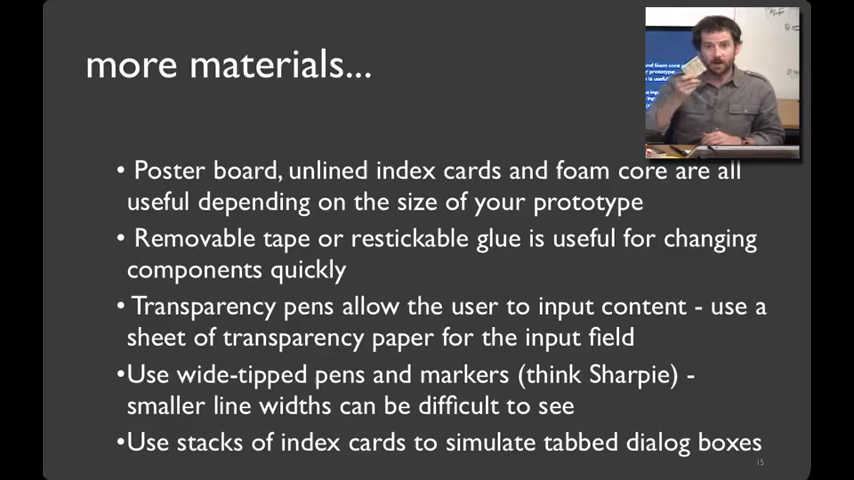 more materials...
• Poster board, unlined index cards and foam core are all
useful depending on the size of your prototype
• Removable tape or restickable glue is useful for changing
components quickly
• Transparency pens allow the user to input content - use a
sheet of transparency paper for the input field
•Use wide-tipped pens and markers (think Sharpie) -
smaller line widths can be difficult to see
•Use stacks of index cards to simulate tabbed dialog boxes
15